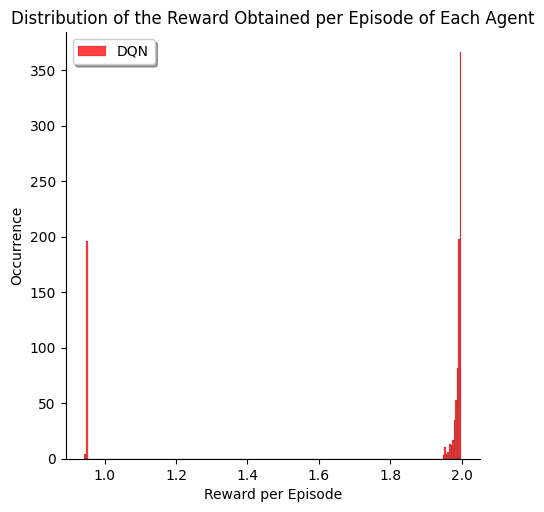 Distribution of the Reward Obtained per Episode of Each Agent
DQN
350
300
250
200
150
100
50
0
Occurrence
1.0 1.2 1.4 1.6 1.8 2.0
Reward per Episode